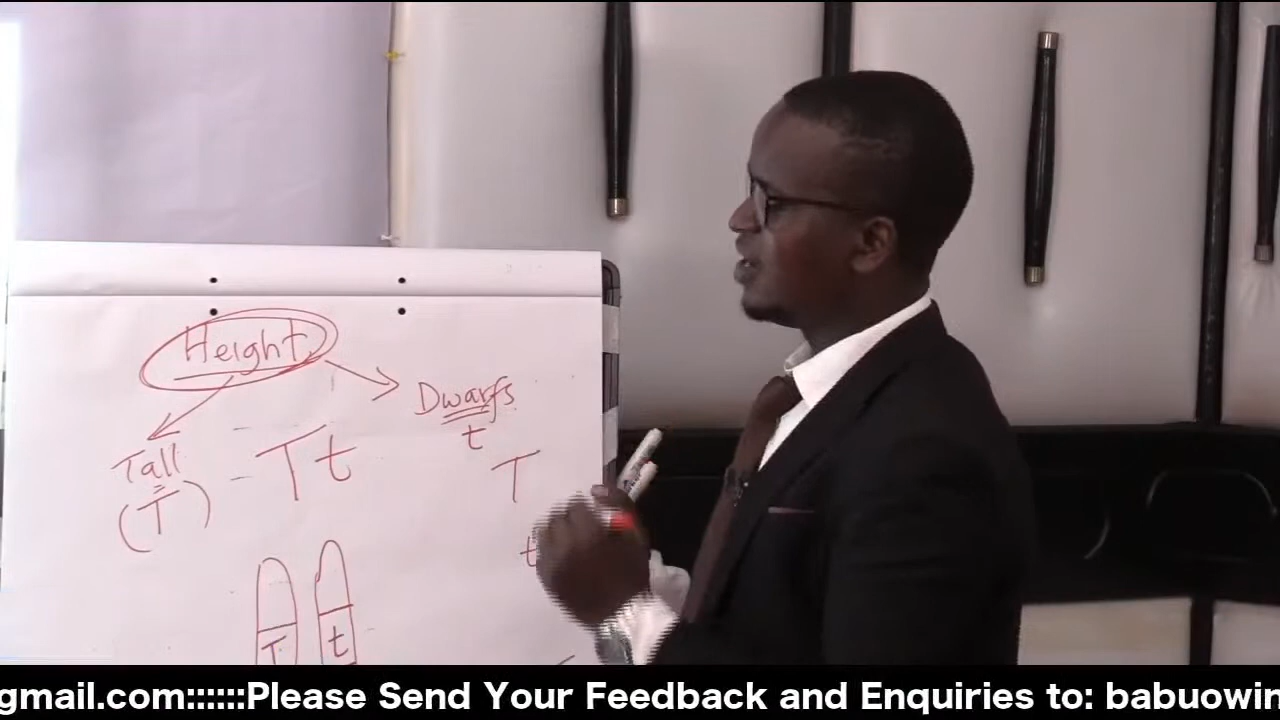 Height
Dwarfs
t
Tall
(T)
Tt
T
t
T
t
gmail.com::::::Please Send Your Feedback and Enquiries to: babuowin